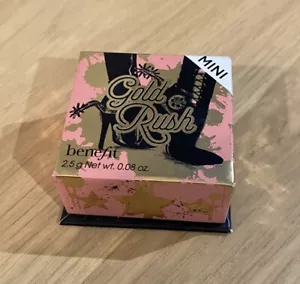 MINI
Gold
Rush
benefit
2.5 g Net wt. 0.08 oz.